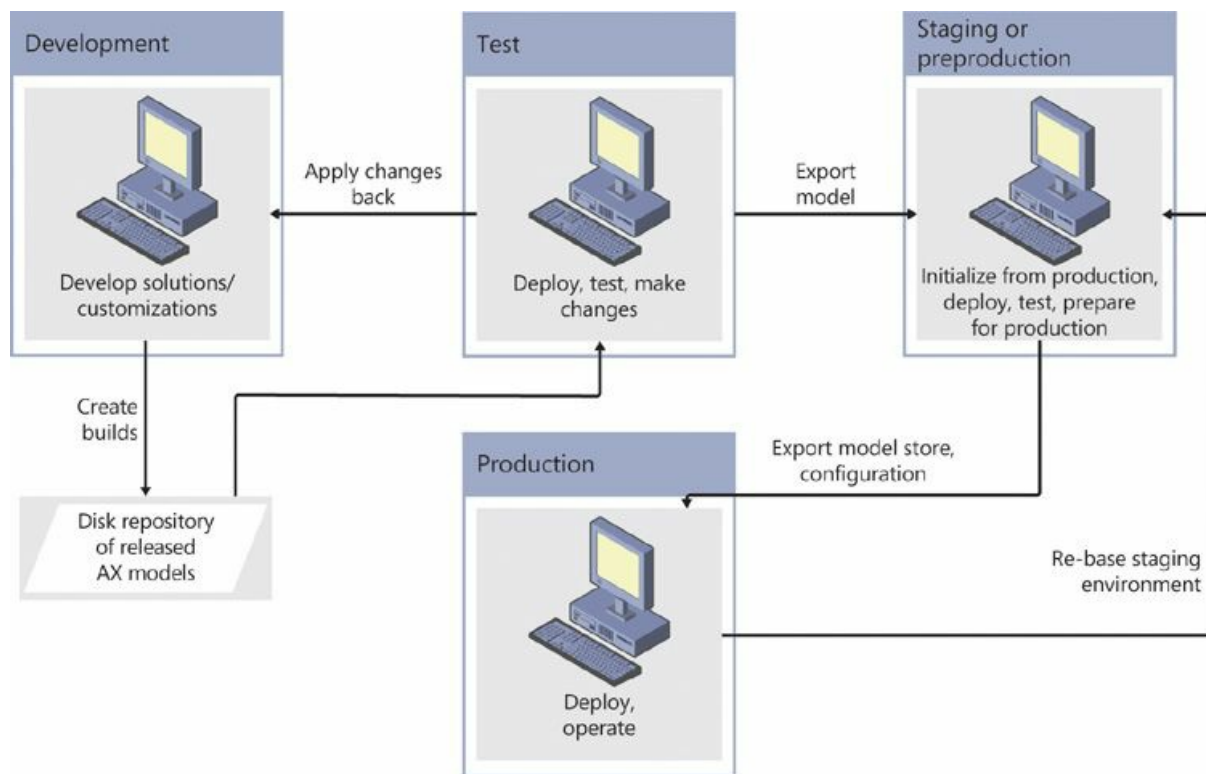 Development
Test
Staging or
preproduction
Apply changes
back
Export
model
Develop solutions/
customizations
Deploy, test, make
changes
Initialize from production,
deploy, test, prepare
for production
Create
builds
Production
Export model store,
configuration
Disk repository
of released
AX models
Re-base staging
environment
Deploy,
operate